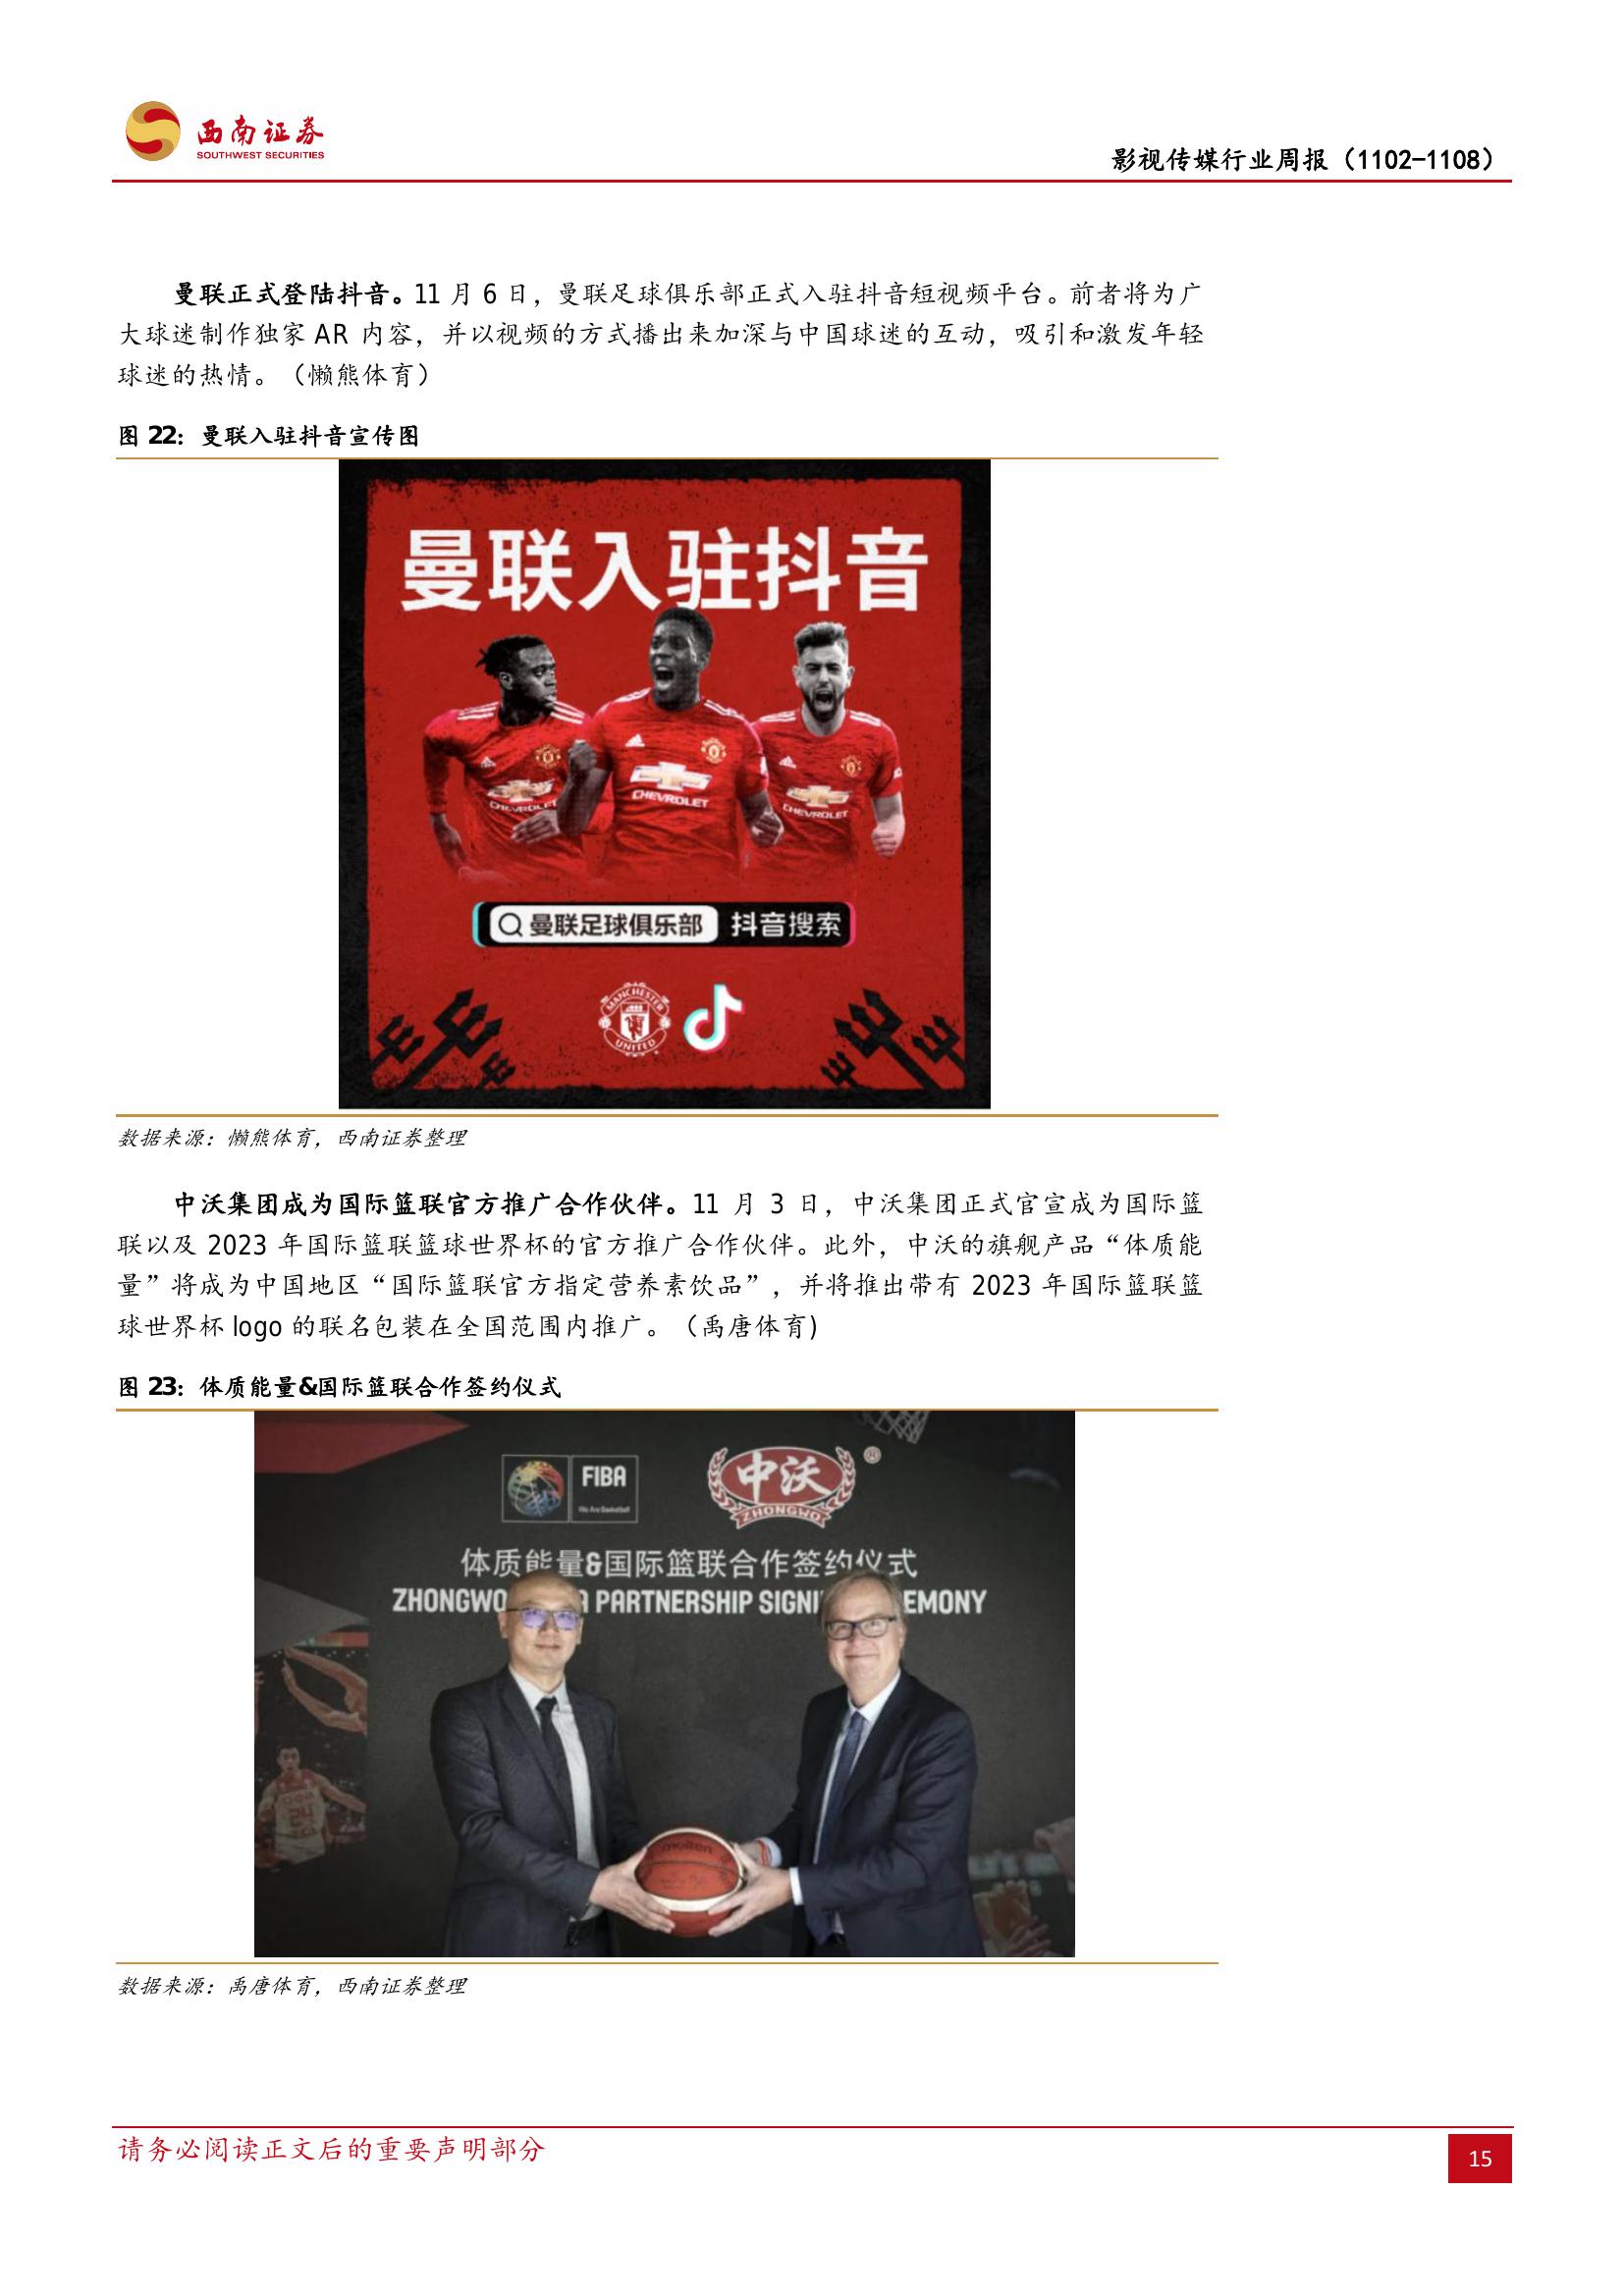 西南证券
SOUTHWEST SECURITIES
影视传媒行业周报（1102-1108）
曼联正式登陆抖音。11 月 6 日，曼联足球俱乐部正式入驻抖音短视频平台。前者将为广
大球迷制作独家 AR 内容，并以视频的方式播出来加深与中国球迷的互动，吸引和激发年轻
球迷的热情。（懒熊体育）
图 22：曼联入驻抖音宣传图
曼联入驻抖音
CHEVROLET
CHEVROLET
CHEVROLET
曼联足球俱乐部 抖音搜索
MANCHESTER
UNITED
数据来源：懒熊体育，西南证券整理
中沃集团成为国际篮联官方推广合作伙伴。11 月 3 日，中沃集团正式官宣成为国际篮
联以及 2023 年国际篮联篮球世界杯的官方推广合作伙伴。此外，中沃的旗舰产品“体质能
量”将成为中国地区“国际篮联官方指定营养素饮品”，并将推出带有 2023 年国际篮联篮
球世界杯 logo 的联名包装在全国范围内推广。（禹唐体育)
图 23：体质能量&国际篮联合作签约仪式
FIBA
We Are Basketball
中沃
®
ZHONGWO
体质能量&国际篮联合作签约仪式
ZHONGWO A PARTNERSHIP SIGNI EMONY
CHINA
24
molten
数据来源：禹唐体育，西南证券整理
请务必阅读正文后的重要声明部分
15